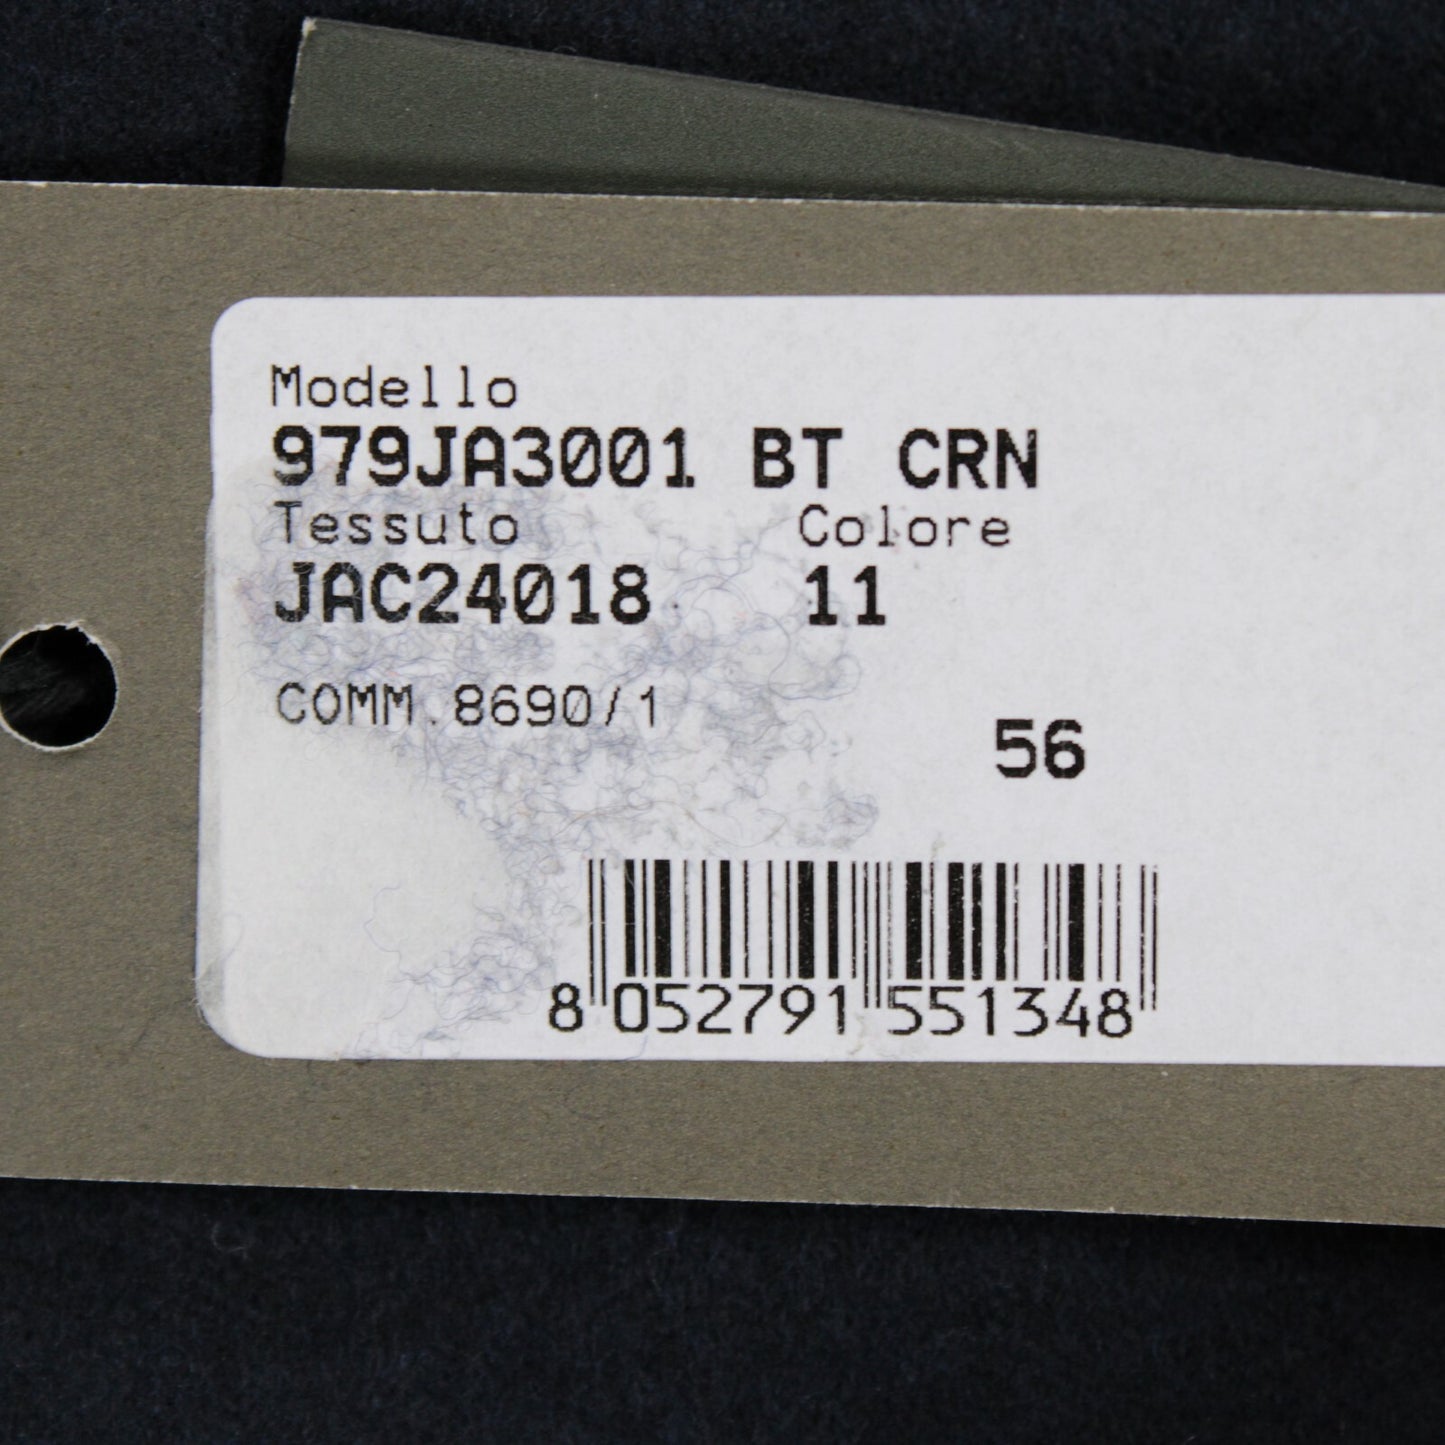 Modello
979JA3001 BT CRN
Tessuto Colore
JAC24018 11
COMM.8690/1
56
8 052791 551348